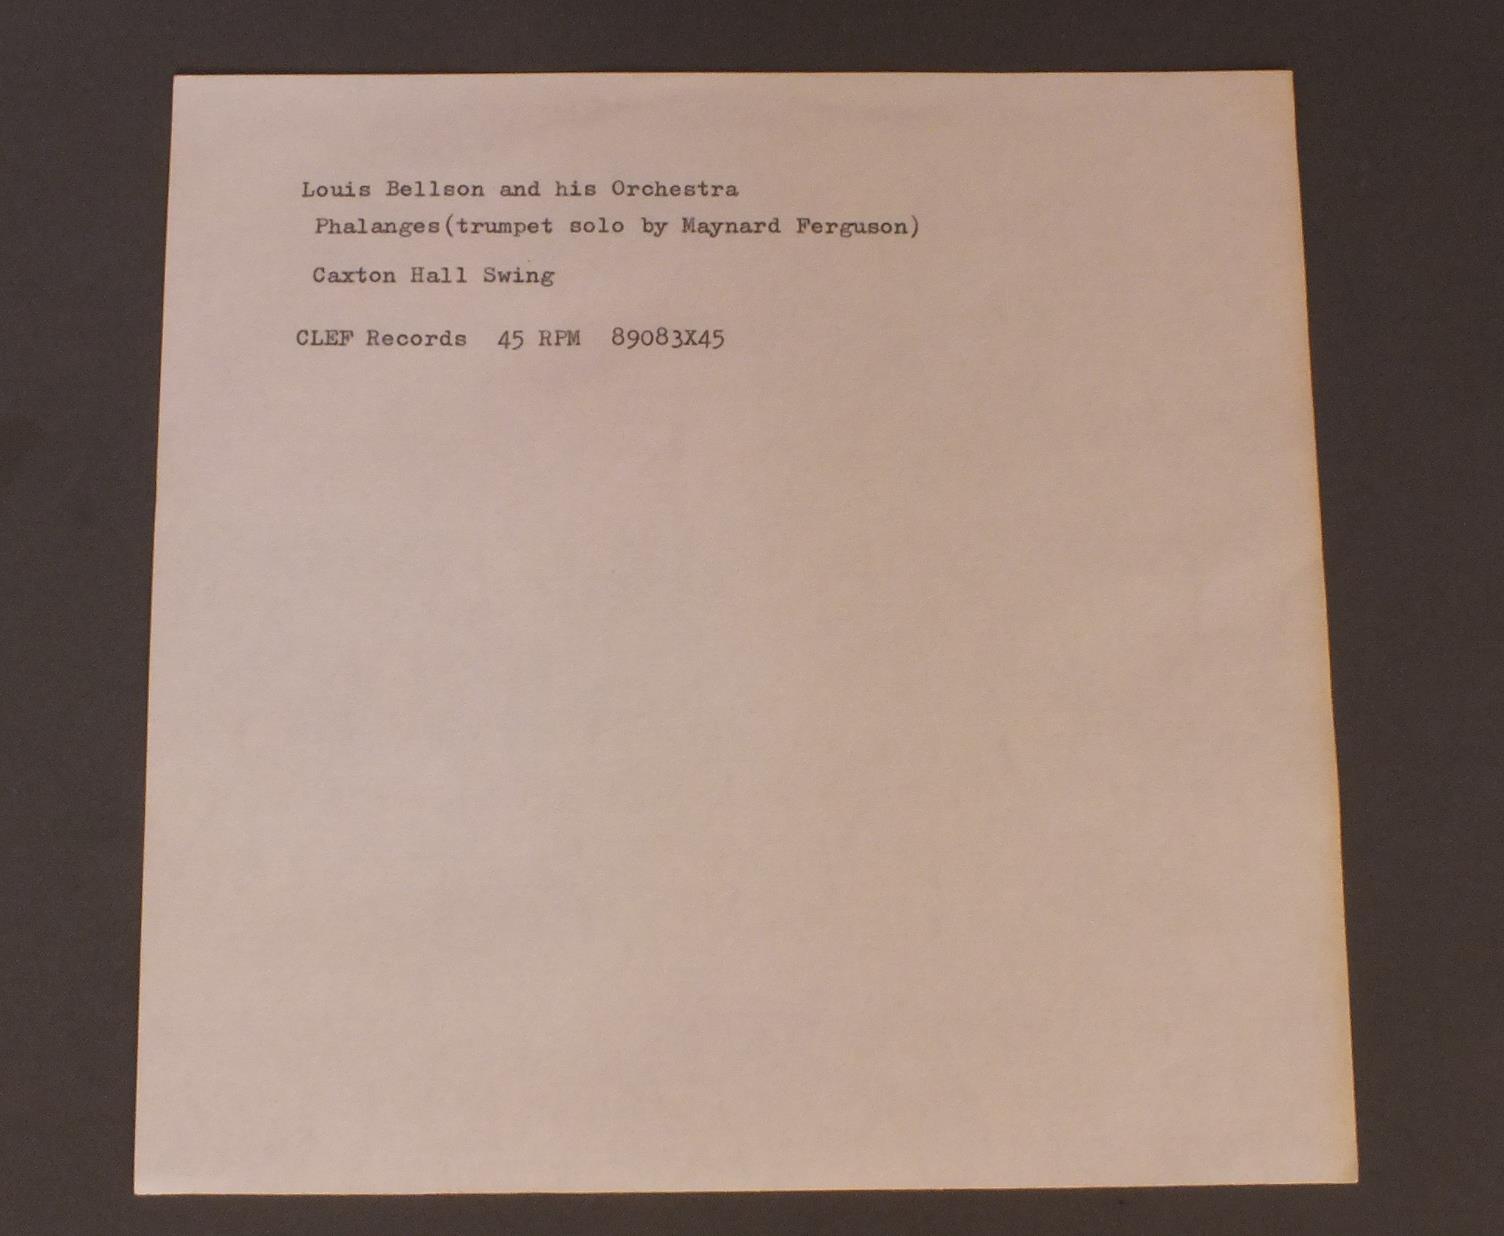 Louis Bellson and his Orchestra
Phalanges(trumpet solo by Maynard Ferguson)
Caxton Hall Swing
CLEF Records 45 RPM 89083X45